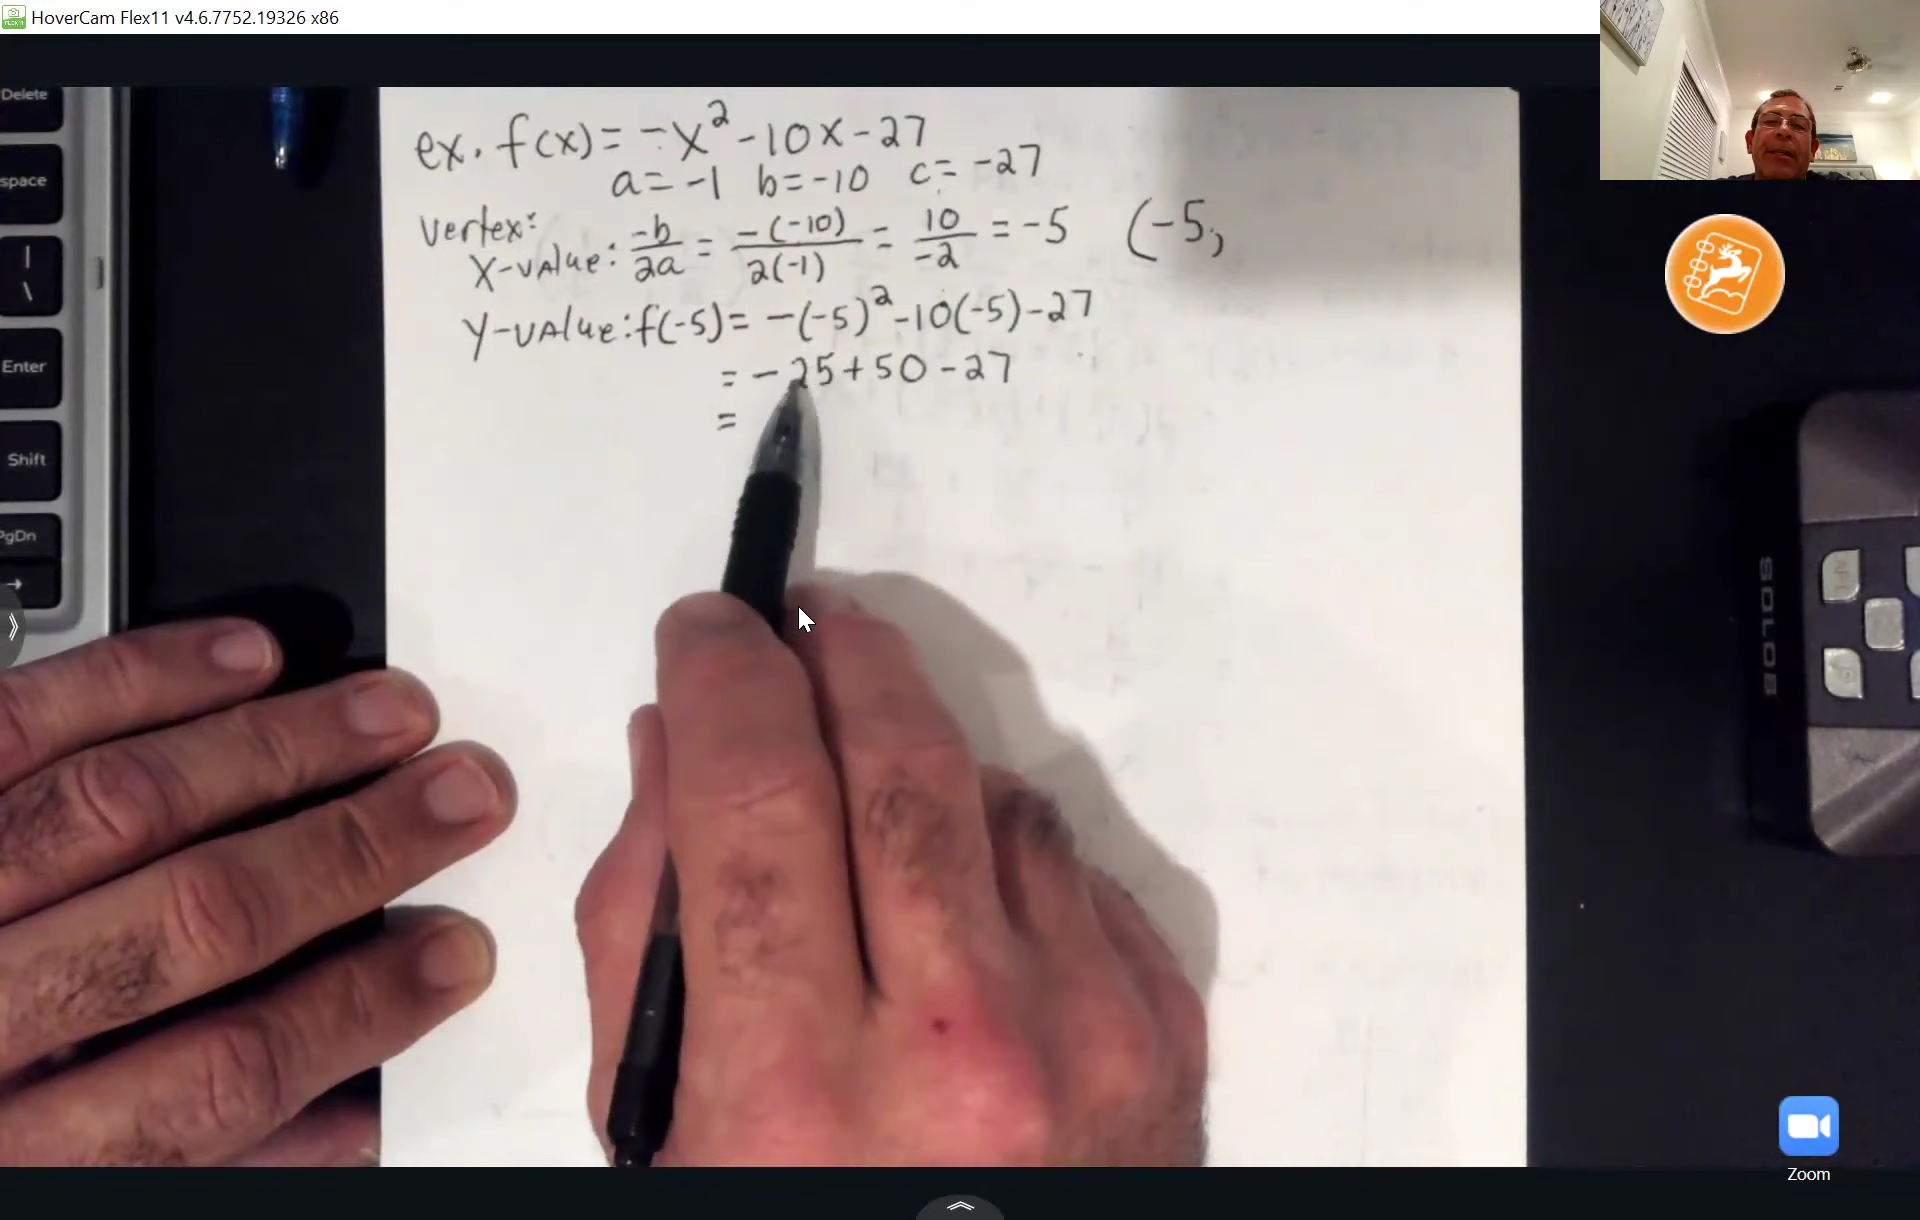 HoverCam Flex11 v4.6.7752.19326 x86
Delete
space
|
\
Enter
Shift
PgDn
→
ex. f(x) = -x² - 10x - 27
a = -1 b = -10 c = -27
vertex:
x-value: -b/2a = -(-10)/2(-1) = 10/-2 = -5 (-5,
y-value: f(-5) = -(-5)² - 10(-5) - 27
= -25 + 50 - 27
=
SOLO8
Zoom